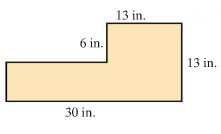 13 in.
6 in.
13 in.
30 in.